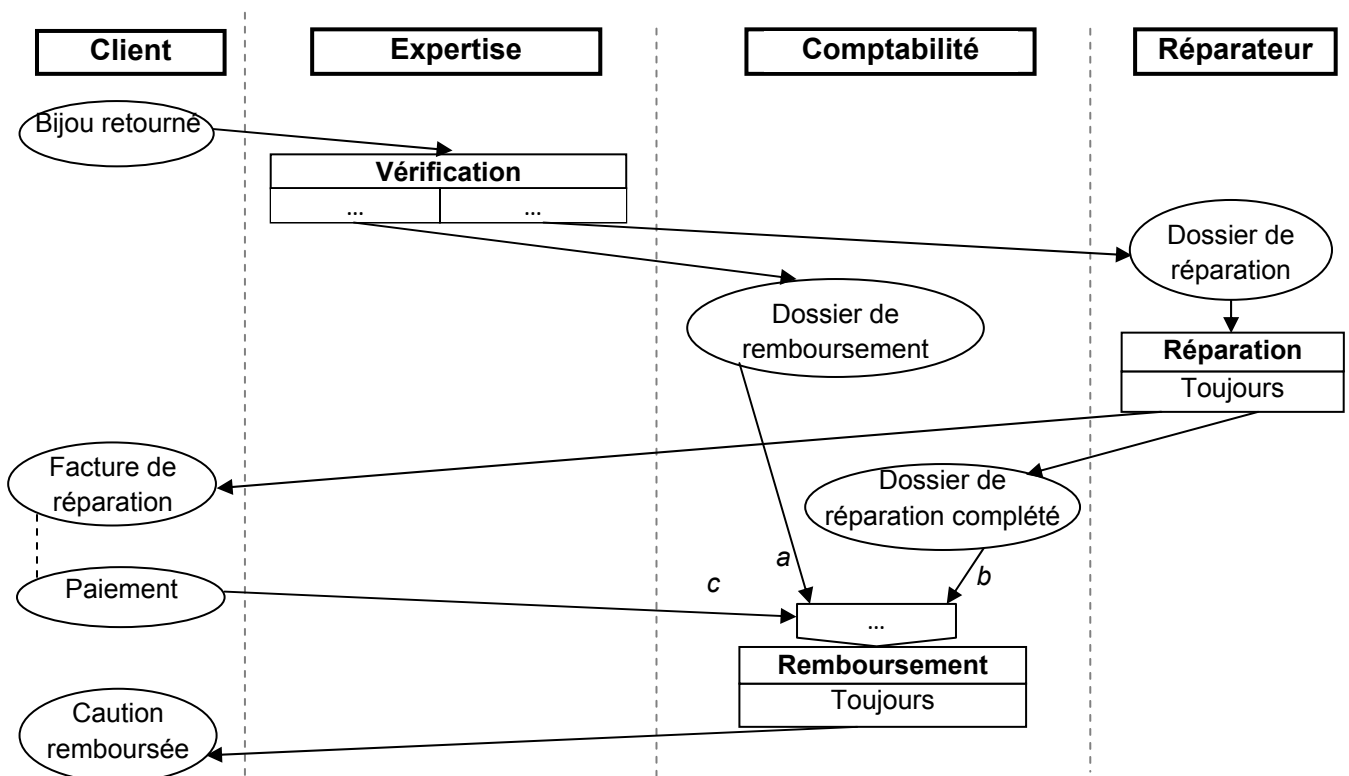 Client
Expertise
Comptabilité
Réparateur
Bijou retourné
Vérification
...
...
Dossier de
réparation
Dossier de
remboursement
Réparation
Toujours
Facture de
réparation
Dossier de
réparation complété
a
b
c
Paiement
...
Remboursement
Toujours
Caution
remboursée